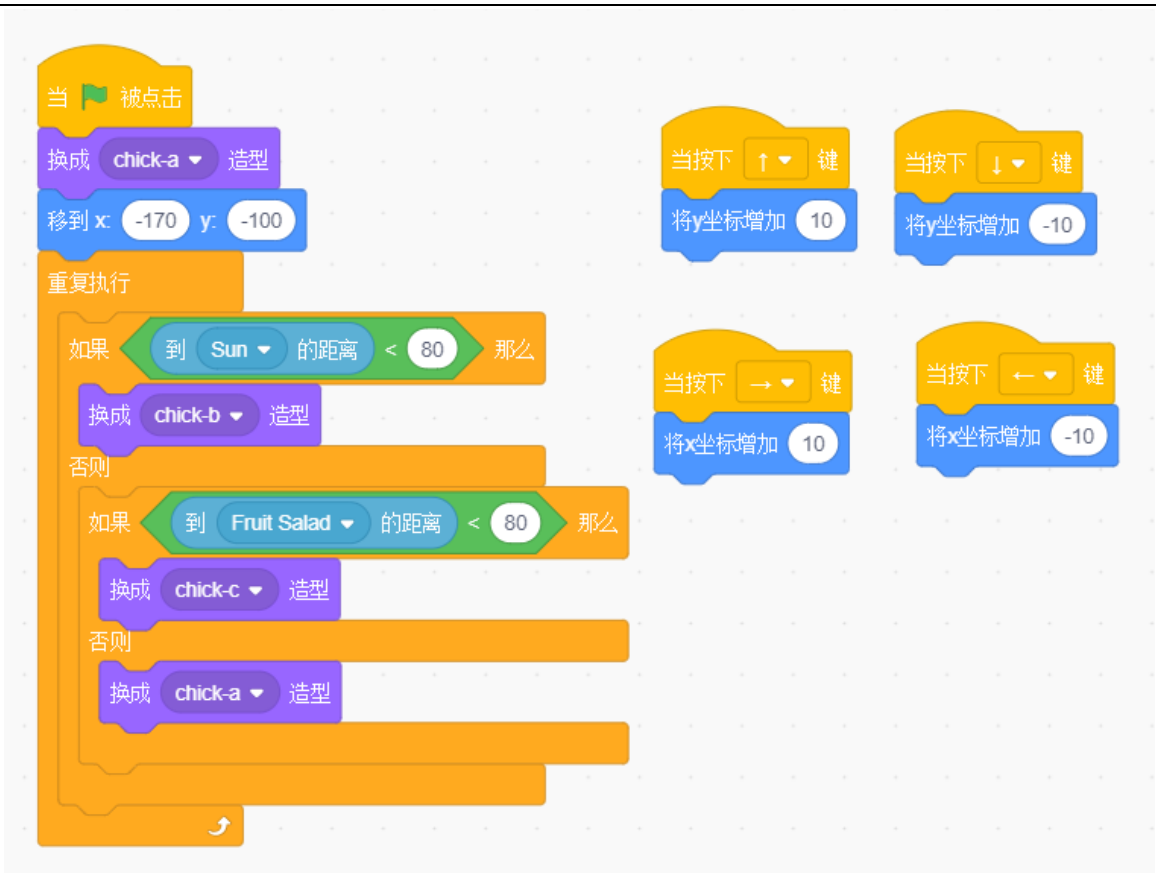 当 被点击
换成 chick-a 造型
移到 x: -170 y: -100
重复执行
如果 到 Sun 的距离 < 80 那么
换成 chick-b 造型
否则
如果 到 Fruit Salad 的距离 < 80 那么
换成 chick-c 造型
否则
换成 chick-a 造型
当按下 ↑ 键
将y坐标增加 10
当按下 ↓ 键
将y坐标增加 -10
当按下 → 键
将x坐标增加 10
当按下 ← 键
将x坐标增加 -10